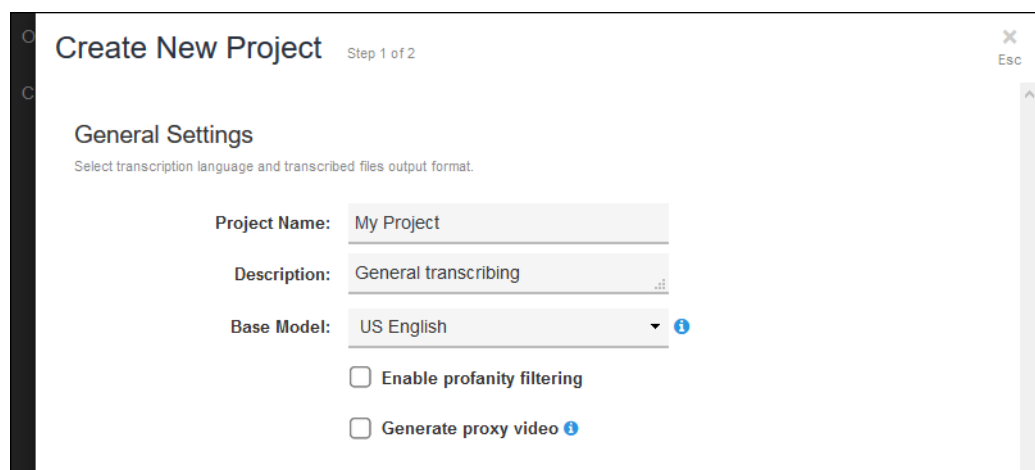 O
C
Create New Project Step 1 of 2
Esc
General Settings
Select transcription language and transcribed files output format.
Project Name: My Project
Description: General transcribing
Base Model: US English
Enable profanity filtering
Generate proxy video